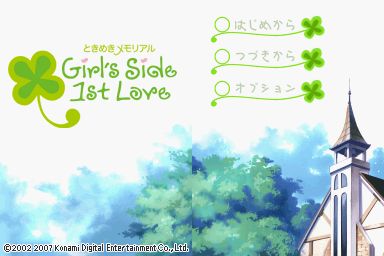 ときめきメモリアル
Girl's Side
1st Love
はじめから
つづきから
オプション
©2002 2007 Konami Digital Entertainment Co., Ltd.